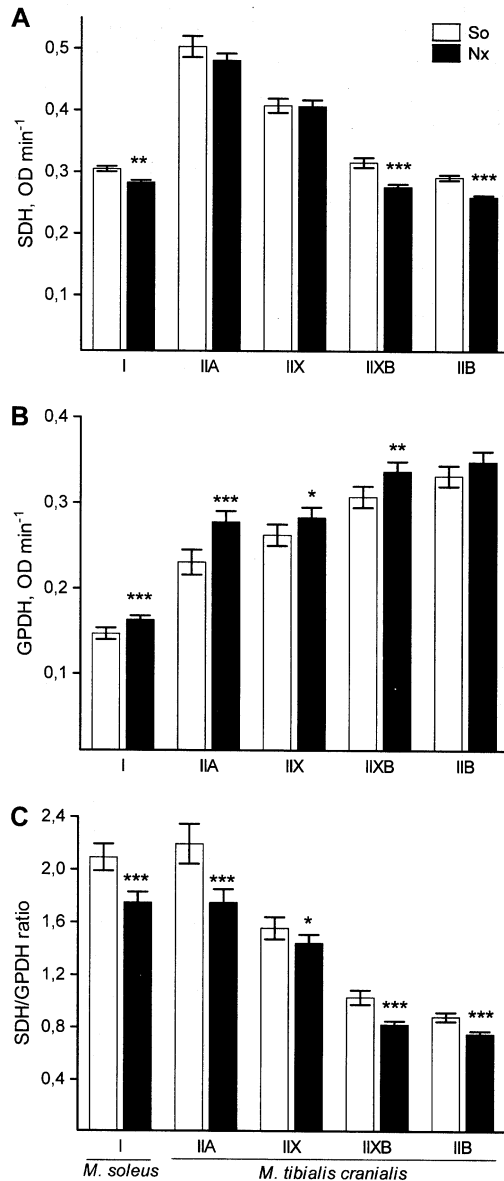 A
So
Nx
0,5
0,4
0,3
0,2
0,1
SDH, OD min-1
**
***
***
I IIA IIX IIXB IIB
B
0,4
0,3
0,2
0,1
GPDH, OD min-1
***
***
*
**
I IIA IIX IIXB IIB
C
2,4
2,0
1,6
1,2
0,8
0,4
SDH/GPDH ratio
***
***
*
***
***
I IIA IIX IIXB IIB
M. soleus M. tibialis cranialis